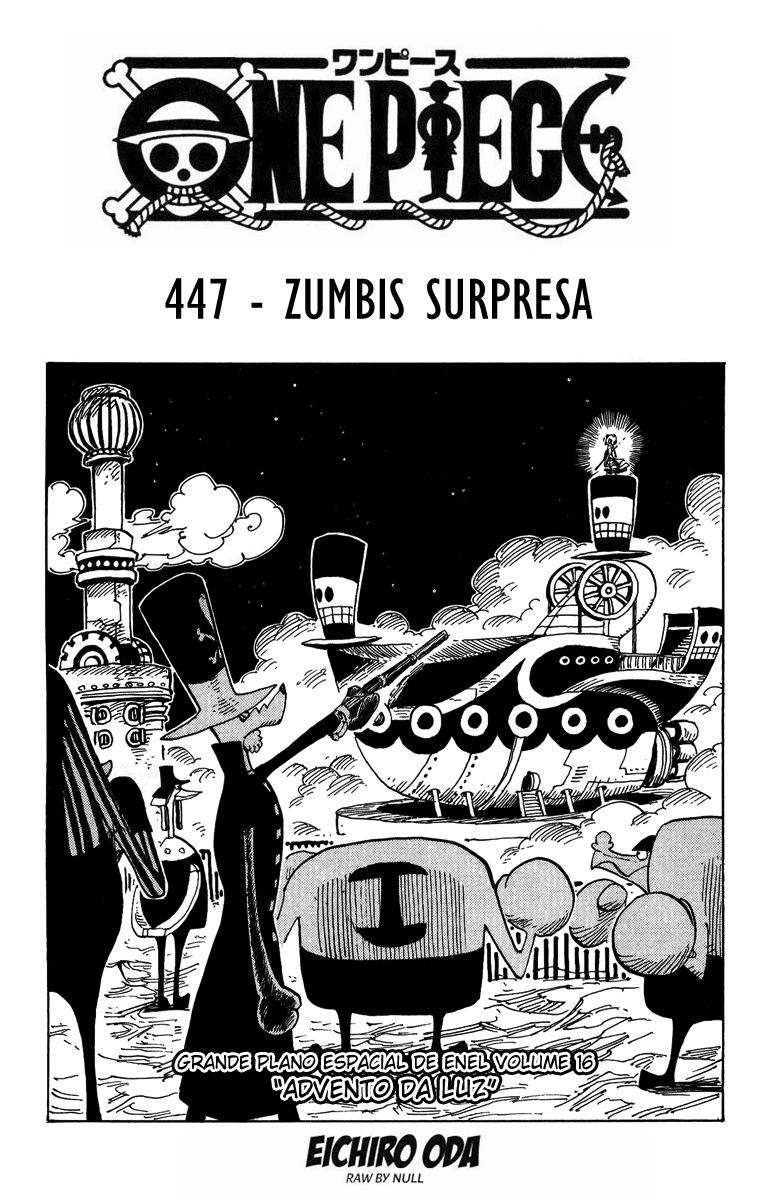 ワンピース
ONE PIECE
447 - ZUMBIS SURPRESA
GRANDE PLANO ESPACIAL DE ENEL VOLUME 16
"ADVENTO DA LUZ"
EICHIRO ODA
RAW BY NULL